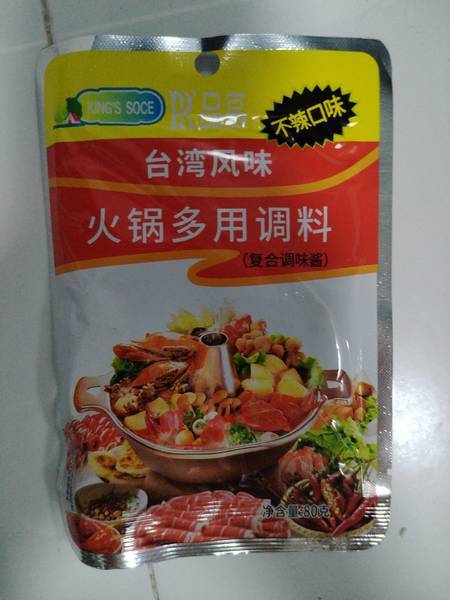 KING'S SOCE
不辣口味
台湾风味
火锅多用调料
(复合调味酱)
净含量:80克